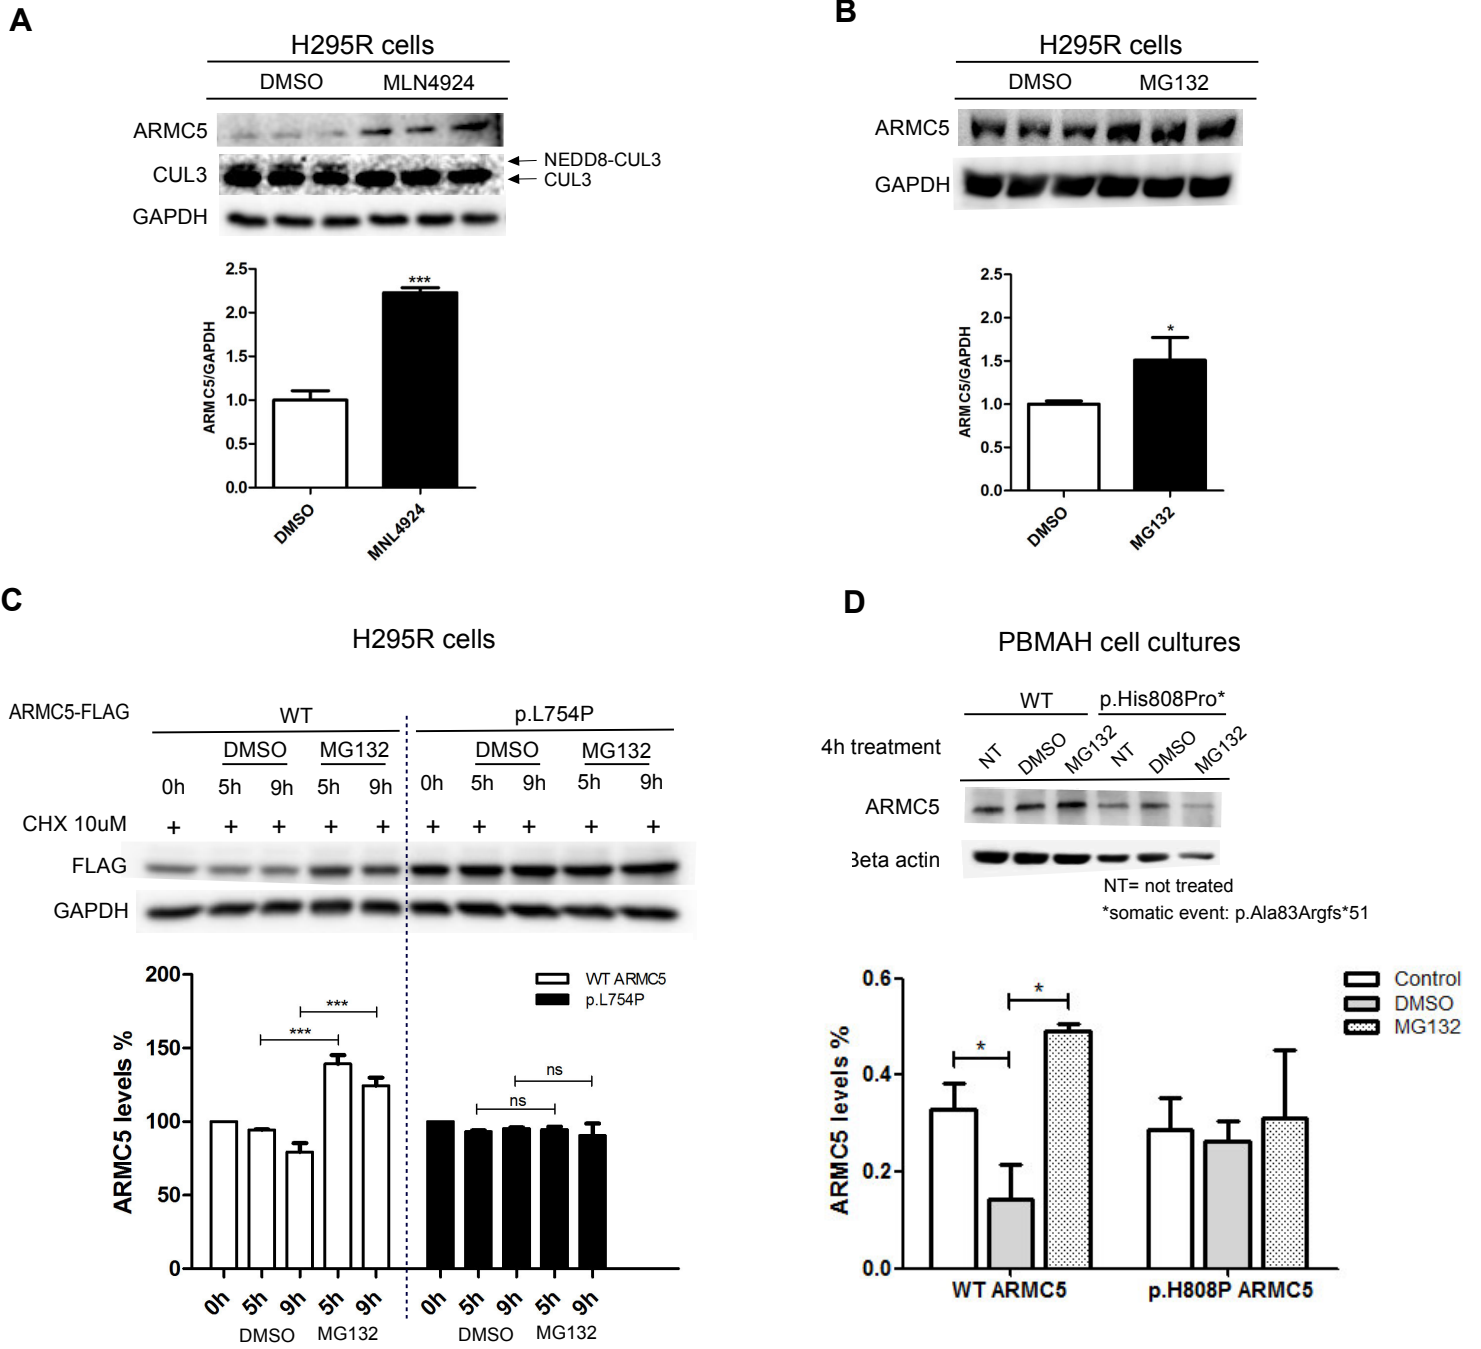 A
H295R cells
DMSO MLN4924
ARMC5
CUL3
NEDD8-CUL3
CUL3
GAPDH
2.5
2.0
1.5
1.0
0.5
0.0
ARMC5/GAPDH
***
DMSO
MNL4924
B
H295R cells
DMSO MG132
ARMC5
GAPDH
2.5
2.0
1.5
1.0
0.5
0.0
ARMC5/GAPDH
*
DMSO
MG132
C
H295R cells
ARMC5-FLAG WT p.L754P
DMSO MG132 DMSO MG132
0h 5h 9h 5h 9h 0h 5h 9h 5h 9h
CHX 10uM + + + + + + + + + +
FLAG
GAPDH
200
150
100
50
0
ARMC5 levels %
WT ARMC5
p.L754P
***
***
ns
ns
0h 5h 9h 5h 9h 0h 5h 9h 5h 9h
DMSO MG132 DMSO MG132
D
PBMAH cell cultures
WT p.His808Pro*
4h treatment NT DMSO MG132 NT DMSO MG132
ARMC5
Beta actin
NT= not treated
*somatic event: p.Ala83Argfs*51
0.6
0.4
0.2
0.0
ARMC5 levels %
Control
DMSO
MG132
*
*
WT ARMC5 p.H808P ARMC5